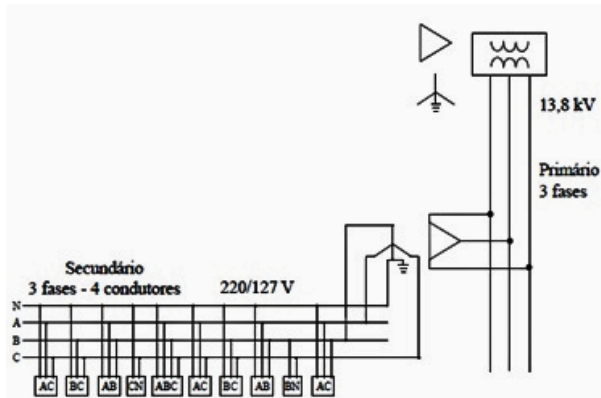 13,8 kV
Primário
3 fases
Secundário
3 fases - 4 condutores
220/127 V
N
A
B
C
AC BC AB CN ABC AC BC AB BN AC